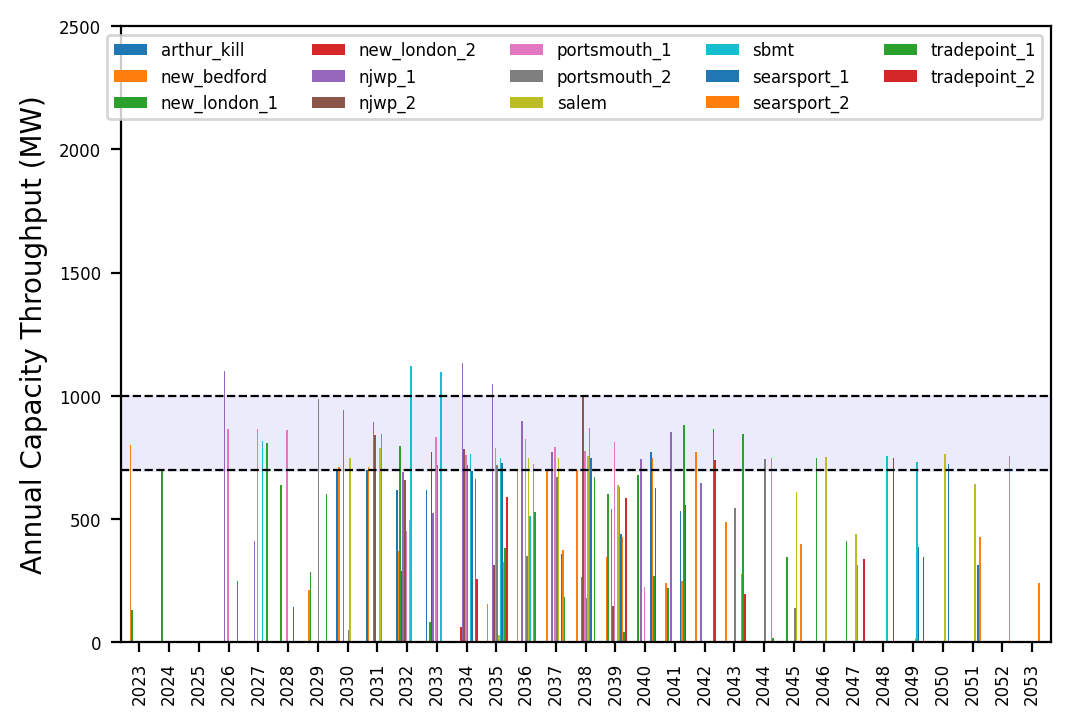 2500
2000
1500
1000
500
0
Annual Capacity Throughput (MW)
arthur_kill
new_bedford
new_london_1
new_london_2
njwp_1
njwp_2
portsmouth_1
portsmouth_2
salem
sbmt
searsport_1
searsport_2
tradepoint_1
tradepoint_2
2023
2024
2025
2026
2027
2028
2029
2030
2031
2032
2033
2034
2035
2036
2037
2038
2039
2040
2041
2042
2043
2044
2045
2046
2047
2048
2049
2050
2051
2052
2053